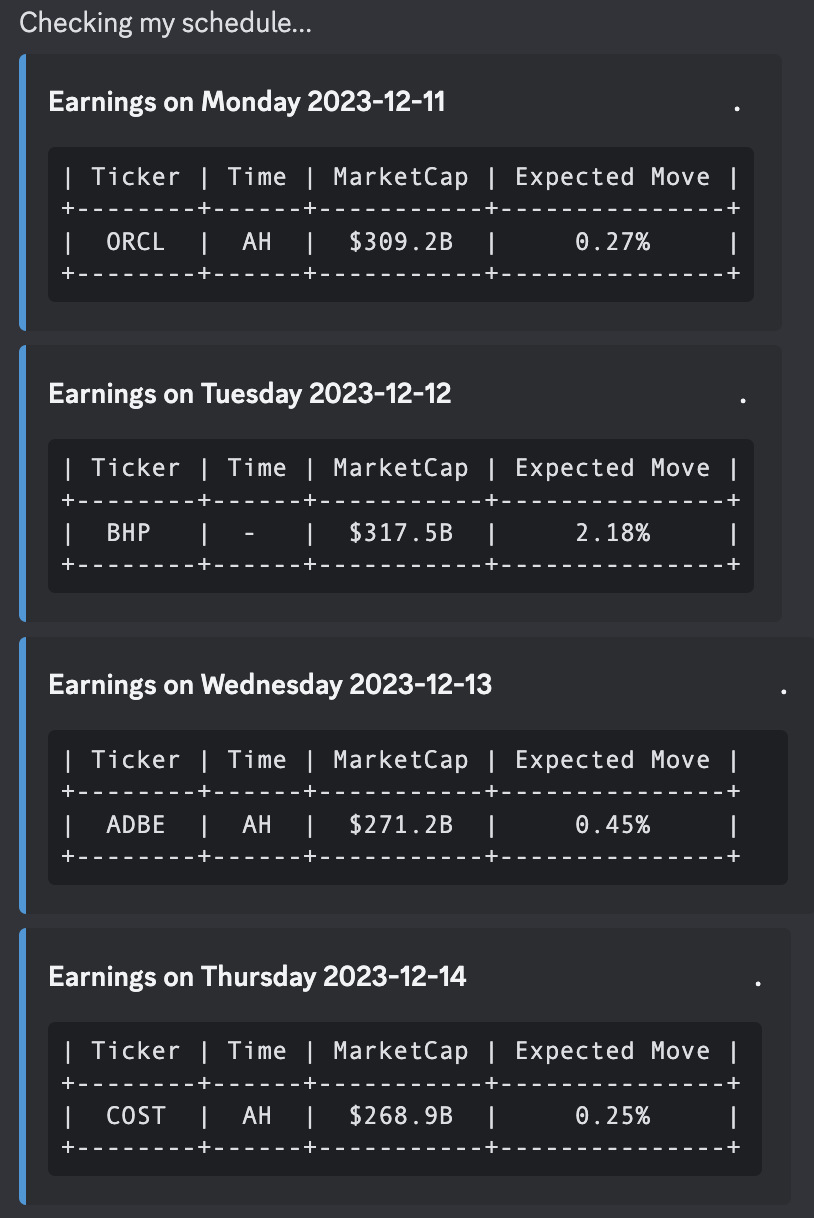 Checking my schedule...
Earnings on Monday 2023-12-11 .
| Ticker | Time | MarketCap | Expected Move |
+--------+------+-----------+---------------+
|  ORCL  |  AH  |  $309.2B  |     0.27%     |
+--------+------+-----------+---------------+
Earnings on Tuesday 2023-12-12 .
| Ticker | Time | MarketCap | Expected Move |
+--------+------+-----------+---------------+
|  BHP   |  -   |  $317.5B  |     2.18%     |
+--------+------+-----------+---------------+
Earnings on Wednesday 2023-12-13 .
| Ticker | Time | MarketCap | Expected Move |
+--------+------+-----------+---------------+
|  ADBE  |  AH  |  $271.2B  |     0.45%     |
+--------+------+-----------+---------------+
Earnings on Thursday 2023-12-14 .
| Ticker | Time | MarketCap | Expected Move |
+--------+------+-----------+---------------+
|  COST  |  AH  |  $268.9B  |     0.25%     |
+--------+------+-----------+---------------+